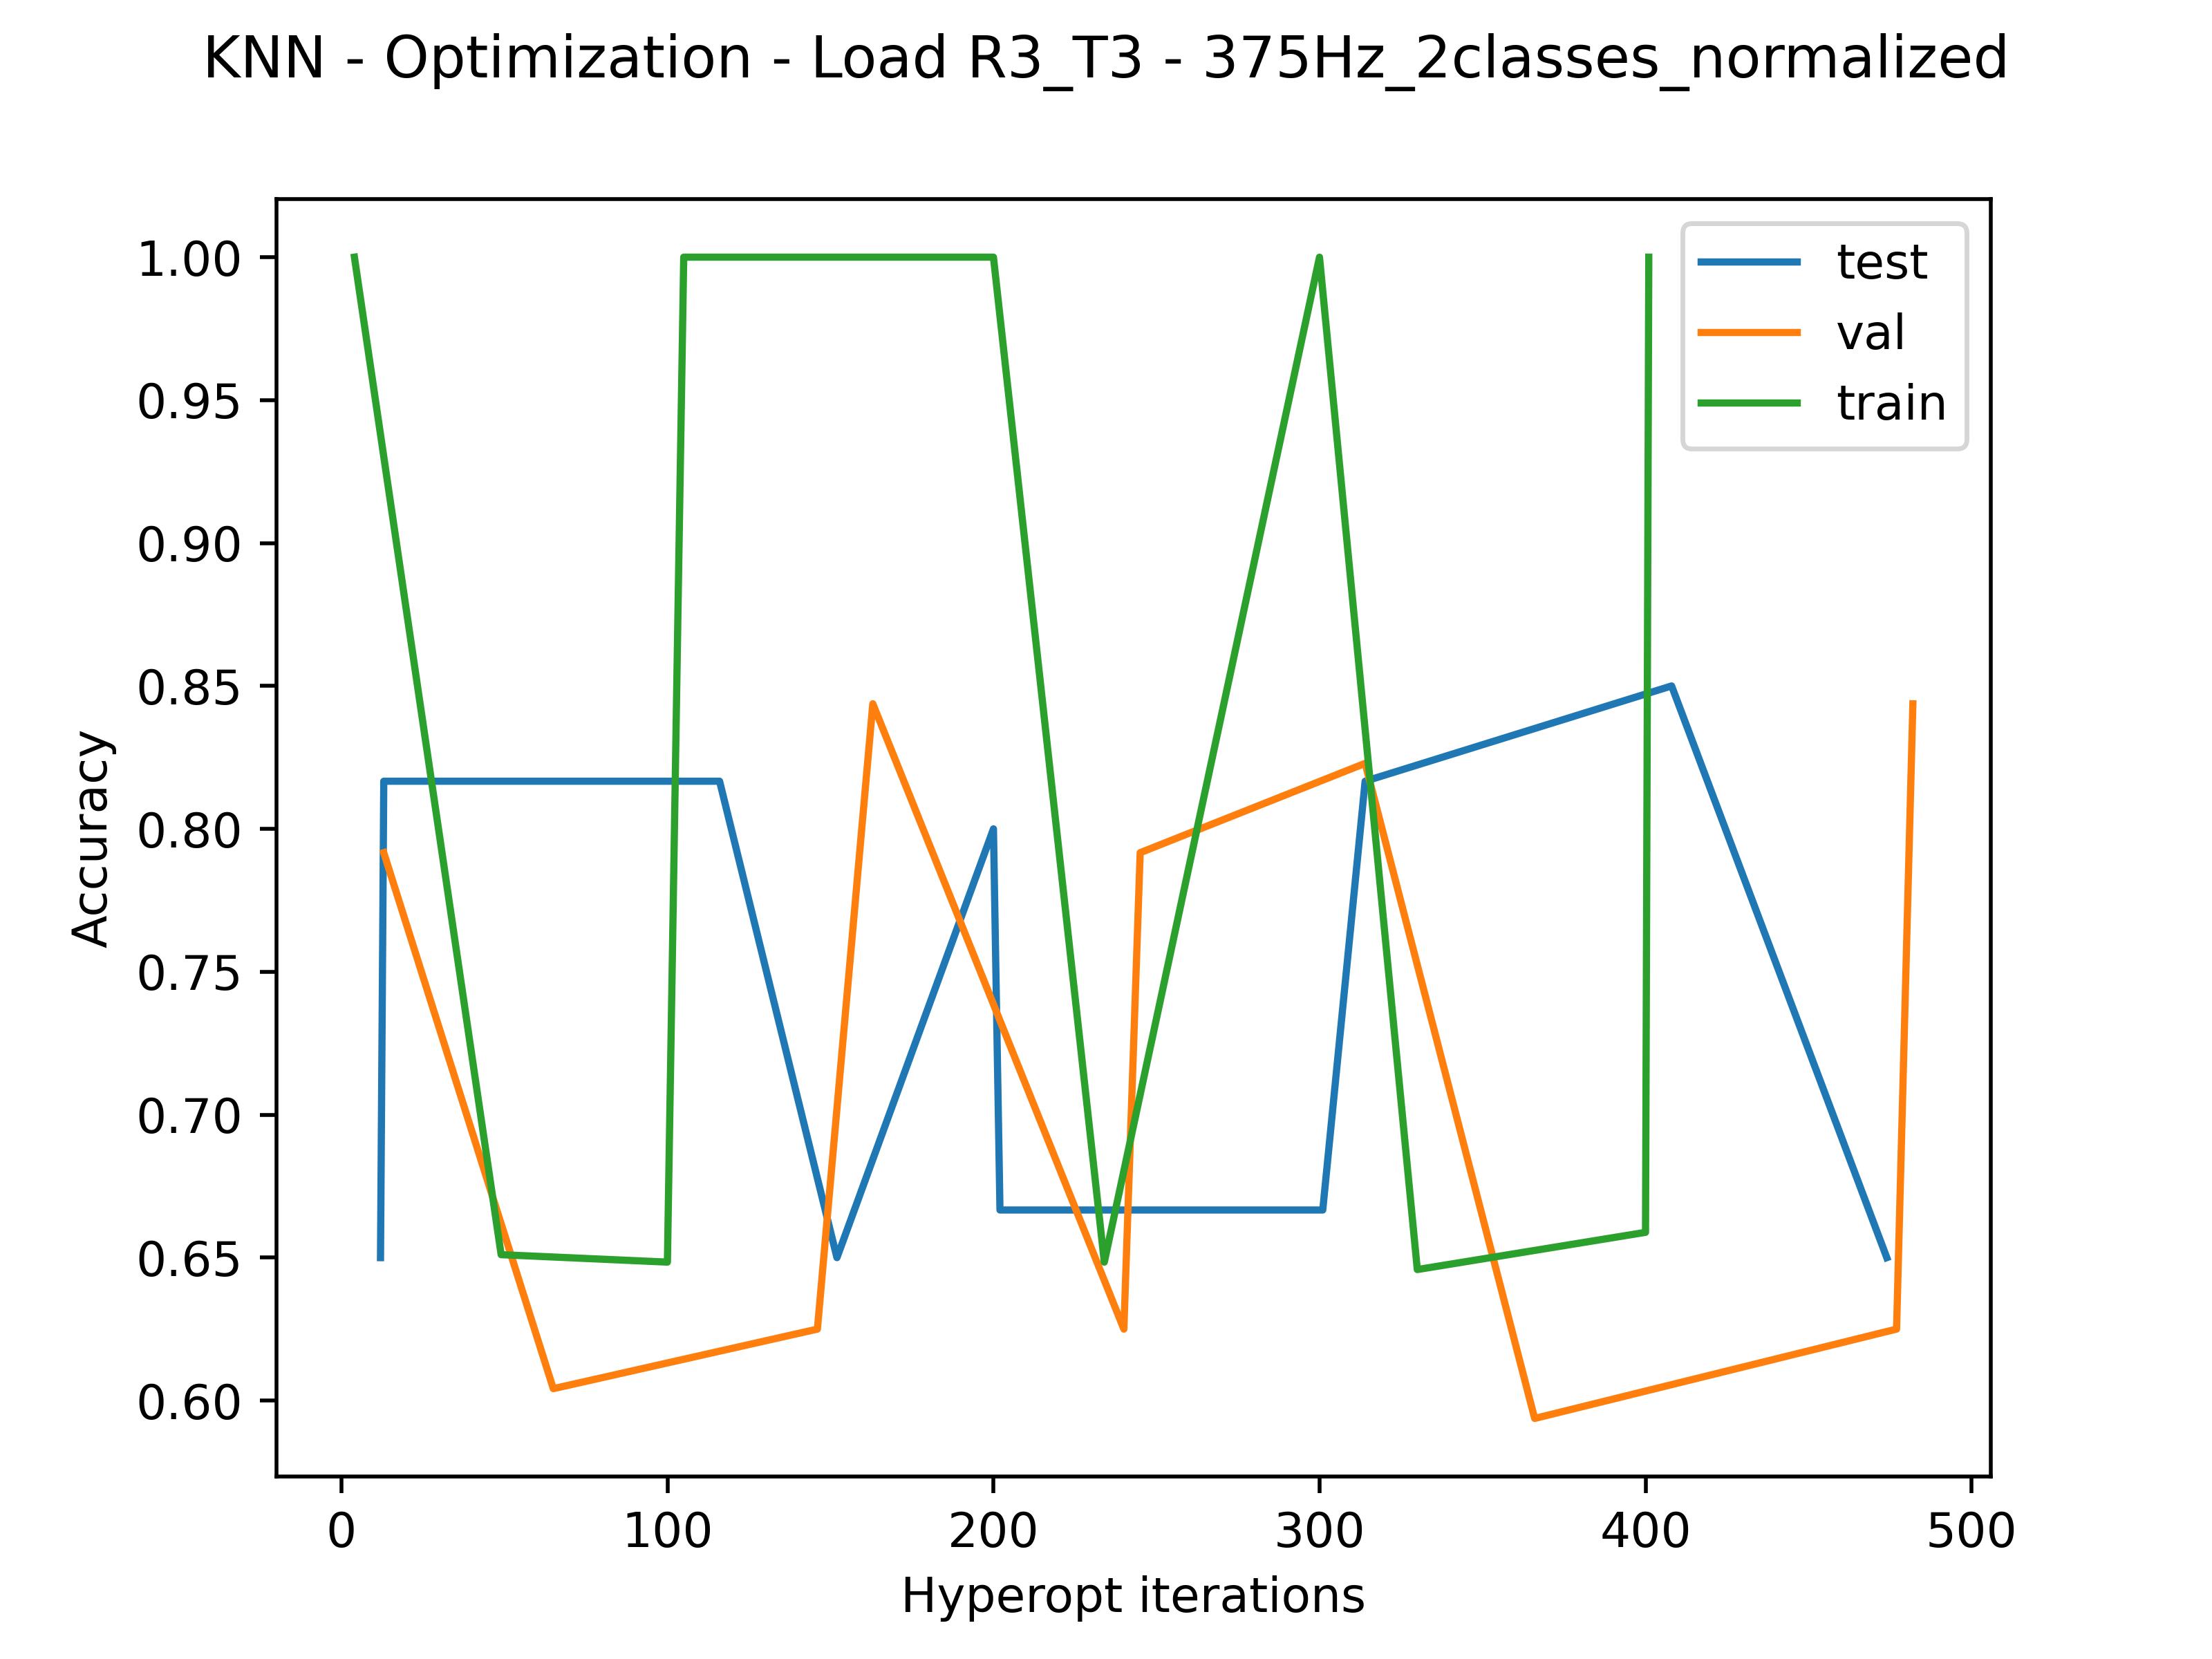 KNN - Optimization - Load R3_T3 - 375Hz_2classes_normalized
test
val
train
1.00
0.95
0.90
0.85
0.80
0.75
0.70
0.65
0.60
Accuracy
0 100 200 300 400 500
Hyperopt iterations